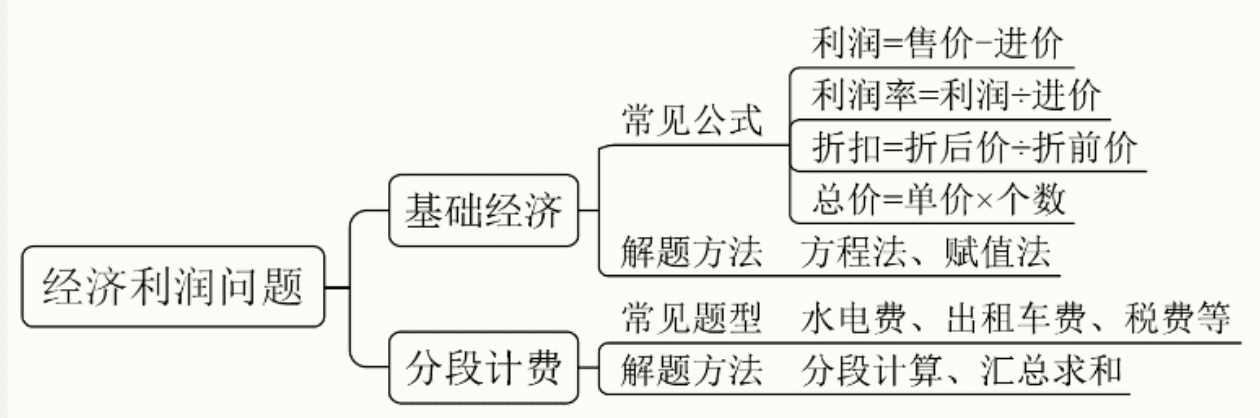 经济利润问题
基础经济
常见公式
利润=售价-进价
利润率=利润÷进价
折扣=折后价÷折前价
总价=单价×个数
解题方法 方程法、赋值法
分段计费
常见题型 水电费、出租车费、税费等
解题方法 分段计算、汇总求和